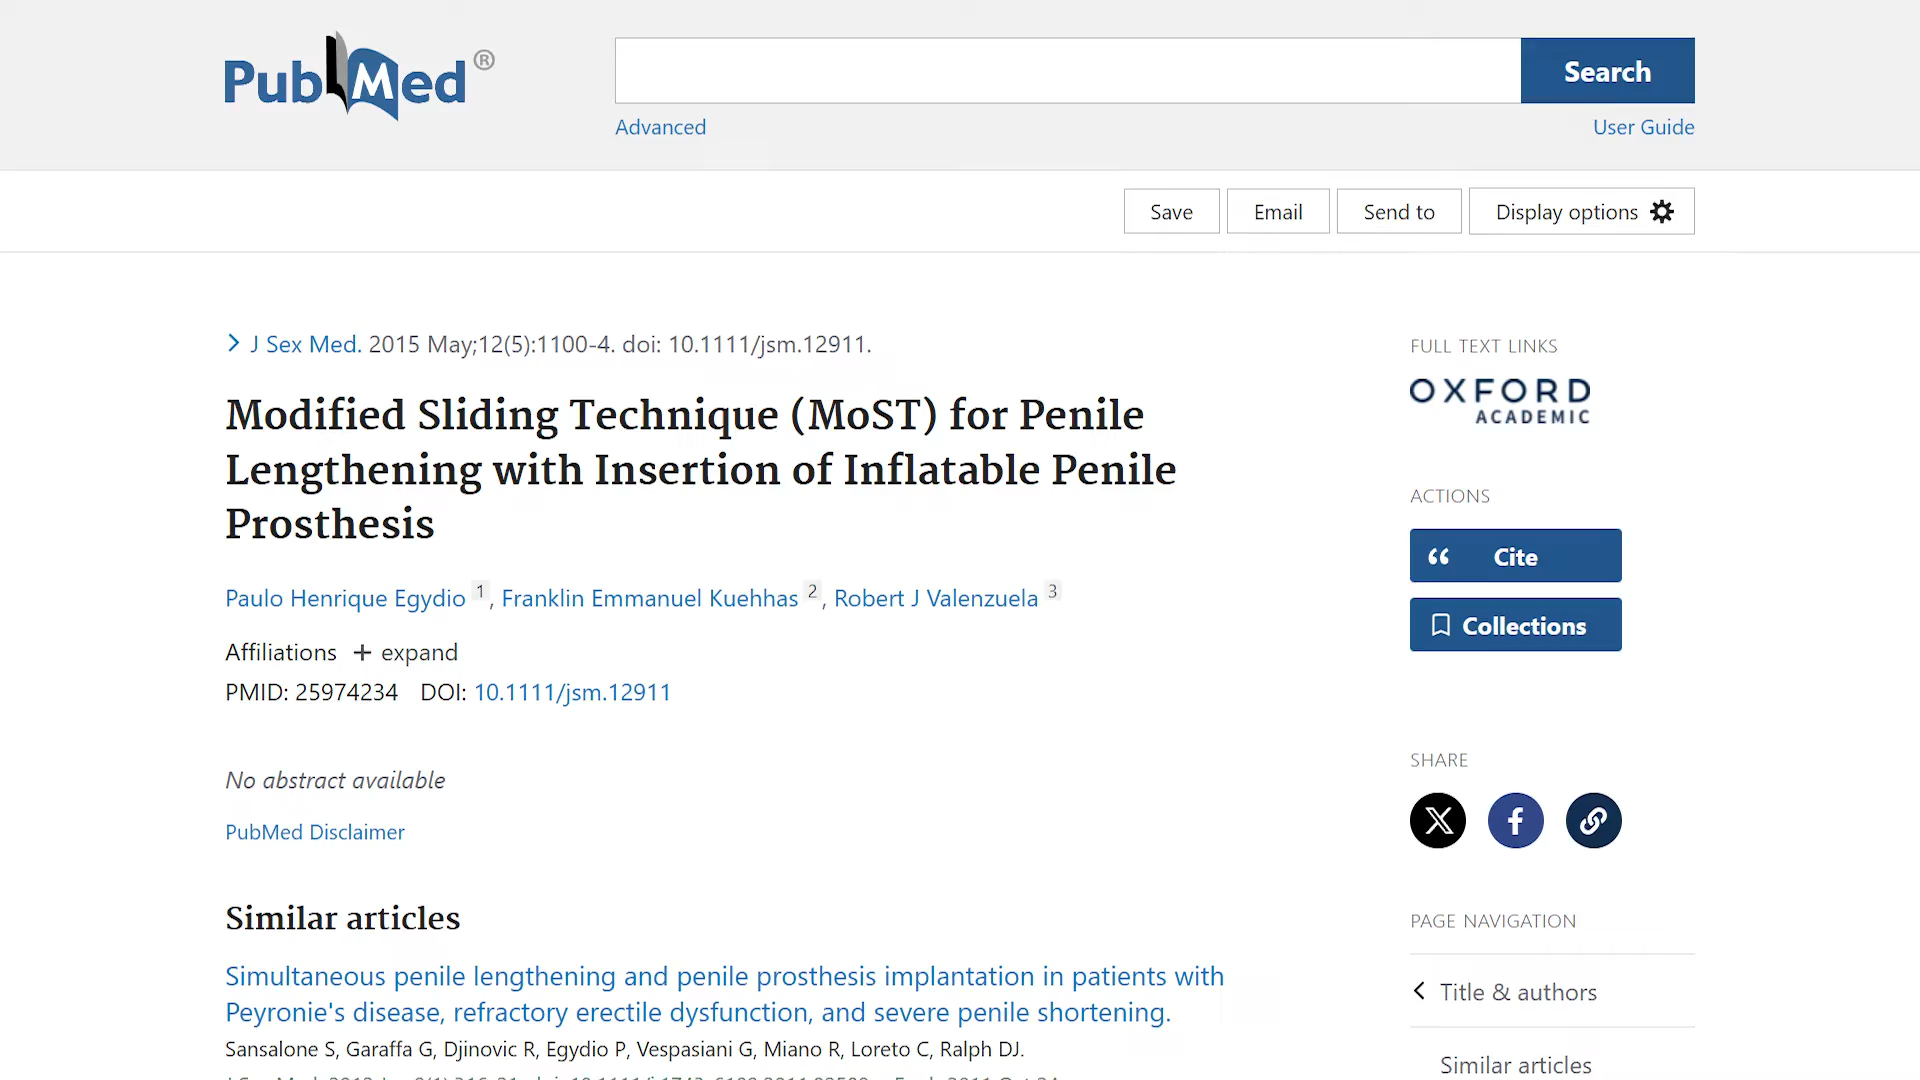 PubMed®
Search
Advanced
User Guide
Save
Email
Send to
Display options
J Sex Med. 2015 May;12(5):1100-4. doi: 10.1111/jsm.12911.
Modified Sliding Technique (MoST) for Penile
Lengthening with Insertion of Inflatable Penile
Prosthesis
Paulo Henrique Egydio 1, Franklin Emmanuel Kuehhas 2, Robert J Valenzuela 3
Affiliations + expand
PMID: 25974234 DOI: 10.1111/jsm.12911
No abstract available
PubMed Disclaimer
Similar articles
Simultaneous penile lengthening and penile prosthesis implantation in patients with
Peyronie's disease, refractory erectile dysfunction, and severe penile shortening.
Sansalone S, Garaffa G, Djinovic R, Egydio P, Vespasiani G, Miano R, Loreto C, Ralph DJ.
FULL TEXT LINKS
OXFORD
ACADEMIC
ACTIONS
Cite
Collections
SHARE
PAGE NAVIGATION
Title & authors
Similar articles